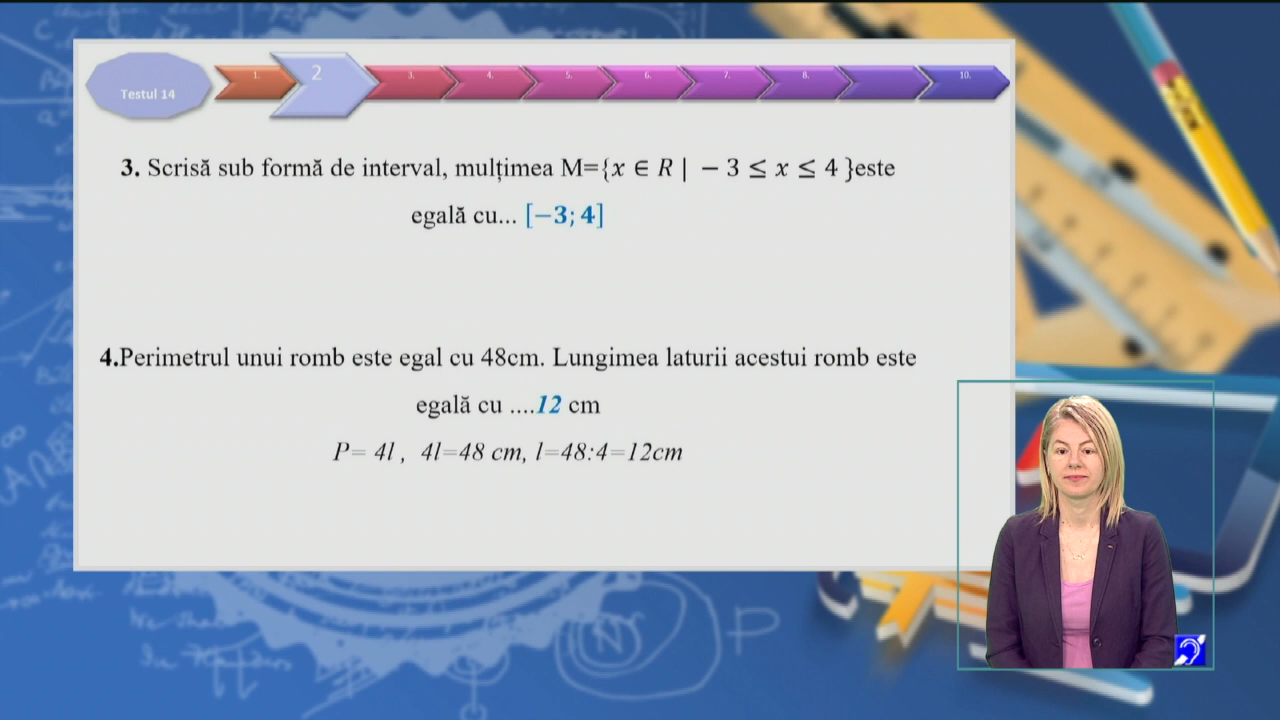 Testul 14
1.
2
3.
4.
5.
6.
7.
8.
10.
3. Scrisă sub formă de interval, mulțimea M={x ∈ R | − 3 ≤ x ≤ 4 }este
egală cu... [−3; 4]
4.Perimetrul unui romb este egal cu 48cm. Lungimea laturii acestui romb este
egală cu ....12 cm
P= 4l , 4l=48 cm, l=48:4=12cm
P